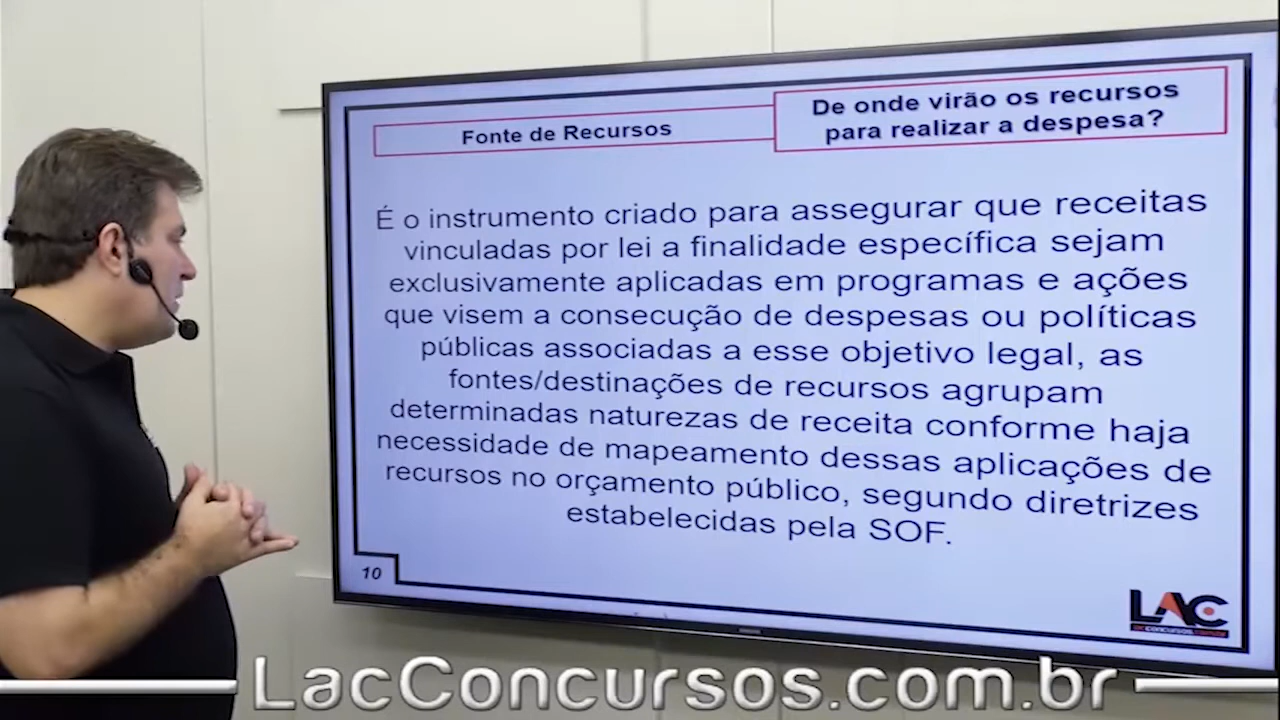 Fonte de Recursos
De onde virão os recursos
para realizar a despesa?
É o instrumento criado para assegurar que receitas
vinculadas por lei a finalidade específica sejam
exclusivamente aplicadas em programas e ações
que visem a consecução de despesas ou políticas
públicas associadas a esse objetivo legal, as
fontes/destinações de recursos agrupam
determinadas naturezas de receita conforme haja
necessidade de mapeamento dessas aplicações de
recursos no orçamento público, segundo diretrizes
estabelecidas pela SOF.
10
LAC
LacConcursos.com.br